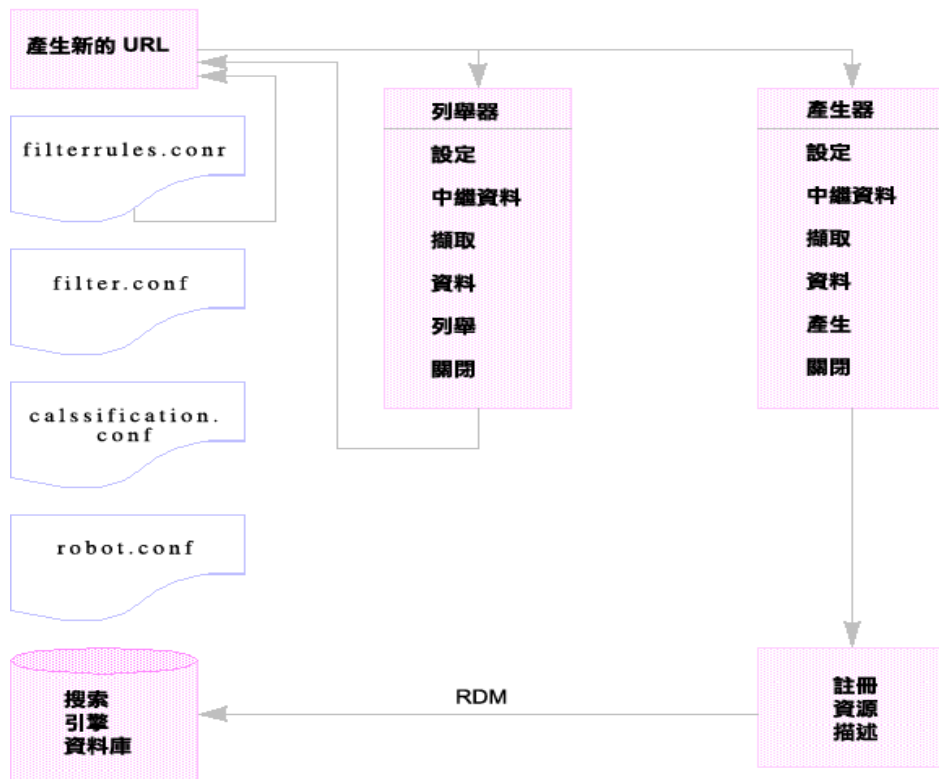 產生新的 URL
filterrules.conr
filter.conf
calssification.
conf
robot.conf
列舉器
設定
中繼資料
擷取
資料
列舉
關閉
產生器
設定
中繼資料
擷取
資料
產生
關閉
搜索
引擎
資料庫
RDM
註冊
資源
描述